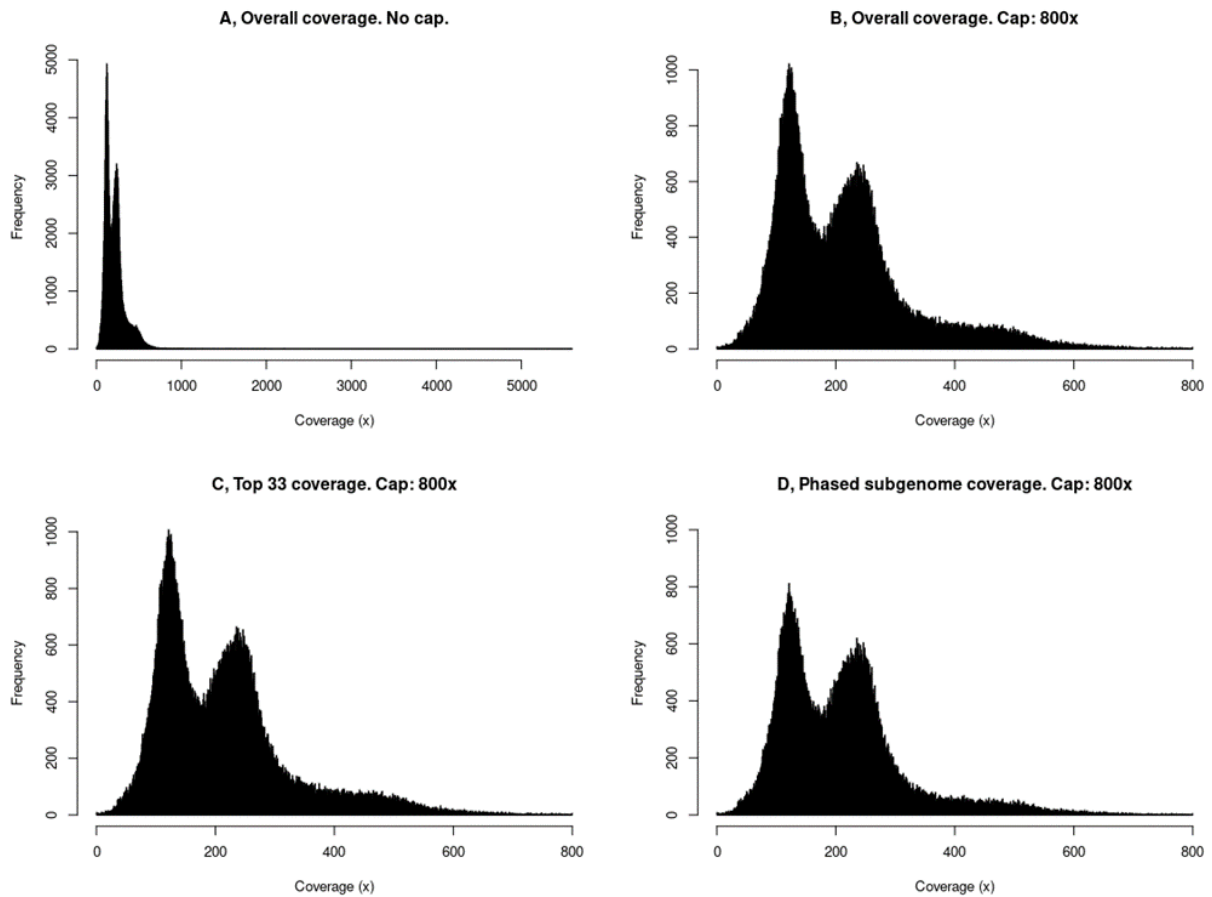 A, Overall coverage. No cap.
Frequency
0 1000 2000 3000 4000 5000
0 1000 2000 3000 4000 5000
Coverage (x)
B, Overall coverage. Cap: 800x
Frequency
0 200 400 600 800 1000
0 200 400 600 800
Coverage (x)
C, Top 33 coverage. Cap: 800x
Frequency
0 200 400 600 800 1000
0 200 400 600 800
Coverage (x)
D, Phased subgenome coverage. Cap: 800x
Frequency
0 200 400 600 800 1000
0 200 400 600 800
Coverage (x)